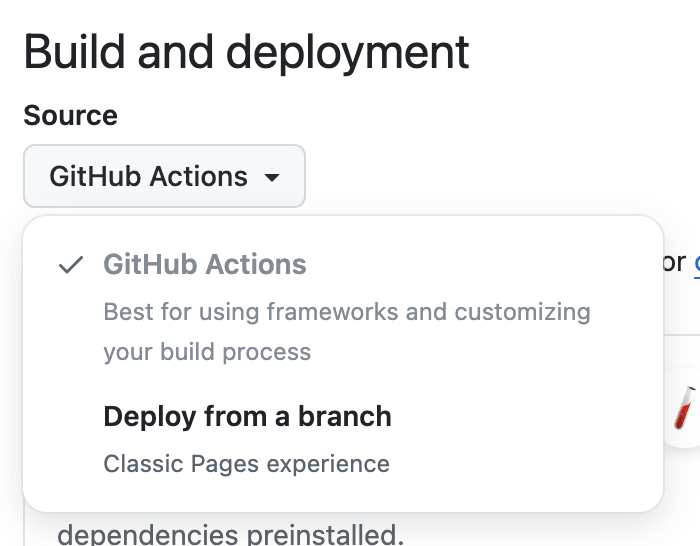 Build and deployment
Source
GitHub Actions
GitHub Actions
or
Best for using frameworks and customizing
your build process
Deploy from a branch
Classic Pages experience
dependencies preinstalled.